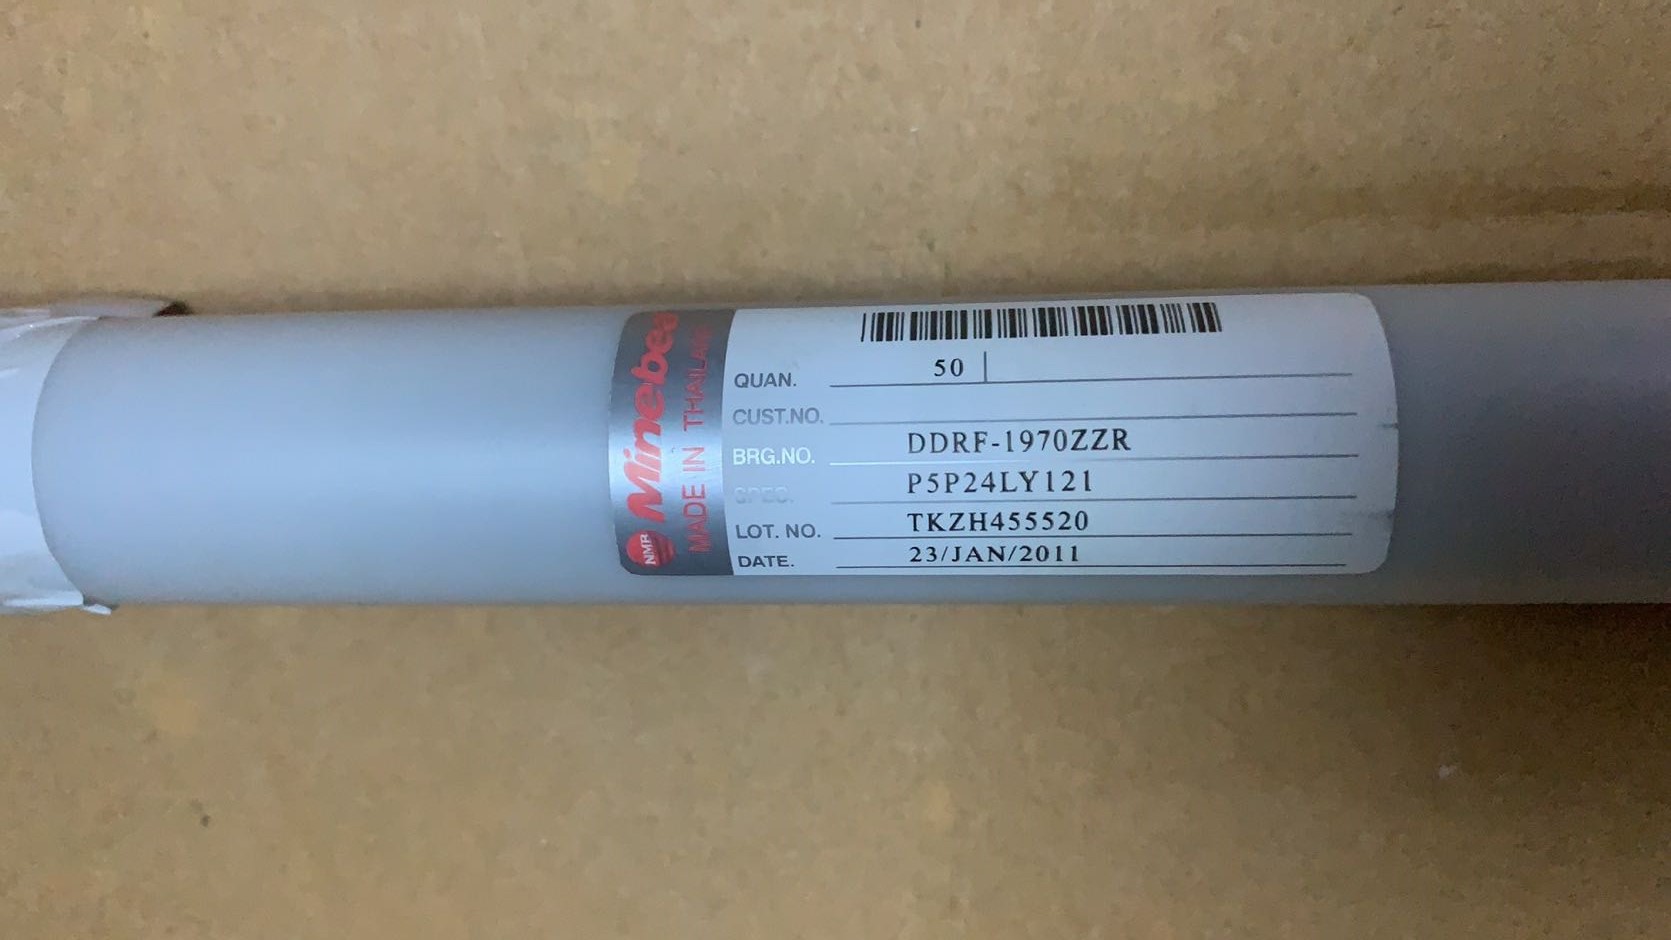 Minebea
MADE IN THAILAND
NMB
QUAN. 50
CUST.NO.
BRG.NO. DDRF-1970ZZR
SPEC. P5P24LY121
LOT. NO. TKZH455520
DATE. 23/JAN/2011